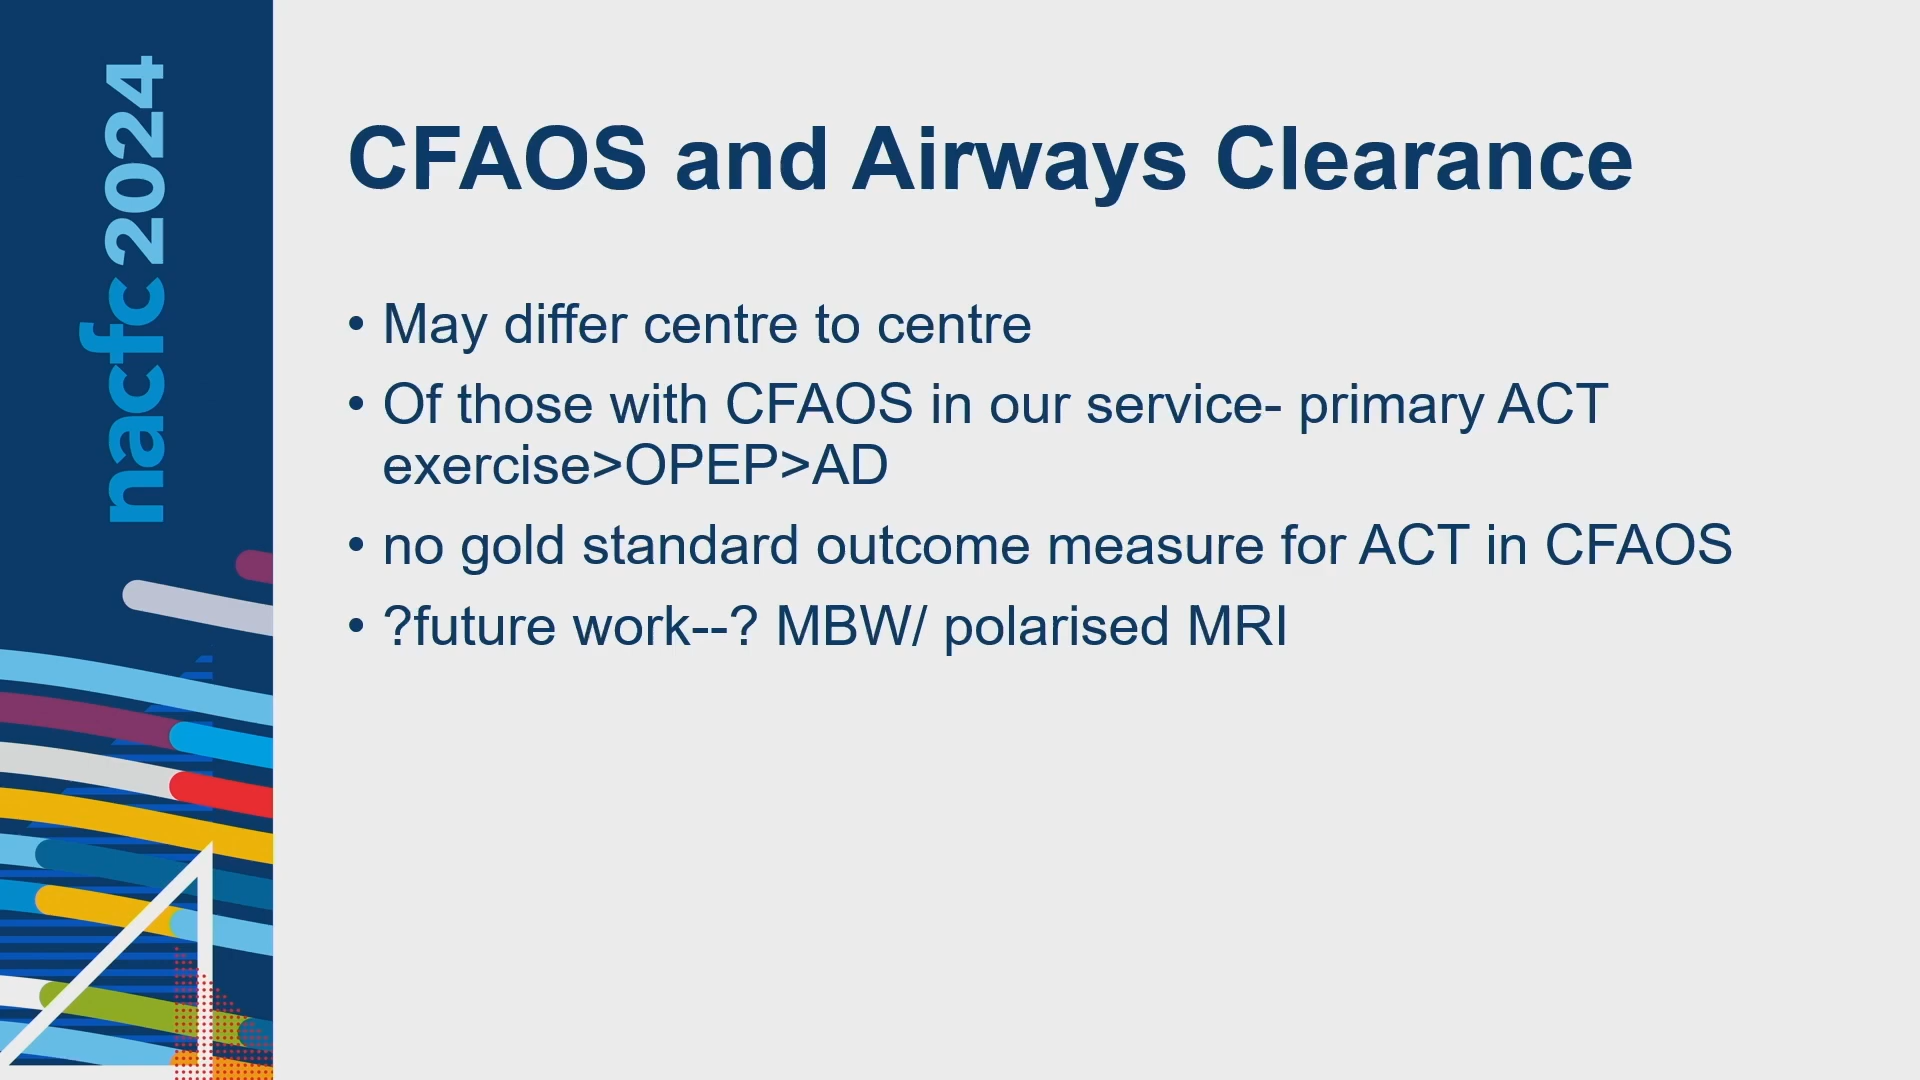 nacfc2024
CFAOS and Airways Clearance
• May differ centre to centre
• Of those with CFAOS in our service- primary ACT
exercise>OPEP>AD
• no gold standard outcome measure for ACT in CFAOS
• ?future work--? MBW/ polarised MRI